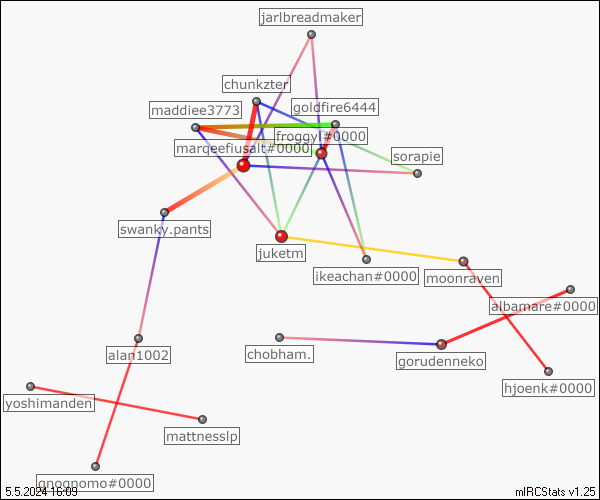 jarlbreadmaker
chunkzter
maddiee3773
goldfire6444
froggyl#0000
marqeefiusalt#0000
sorapie
swanky.pants
juketm
ikeachan#0000
moonraven
albamare#0000
alan1002
chobham.
gorudenneko
hjoenk#0000
yoshimanden
mattnesslp
gnognomo#0000
5.5.2024 16:09
mIRCStats v1.25